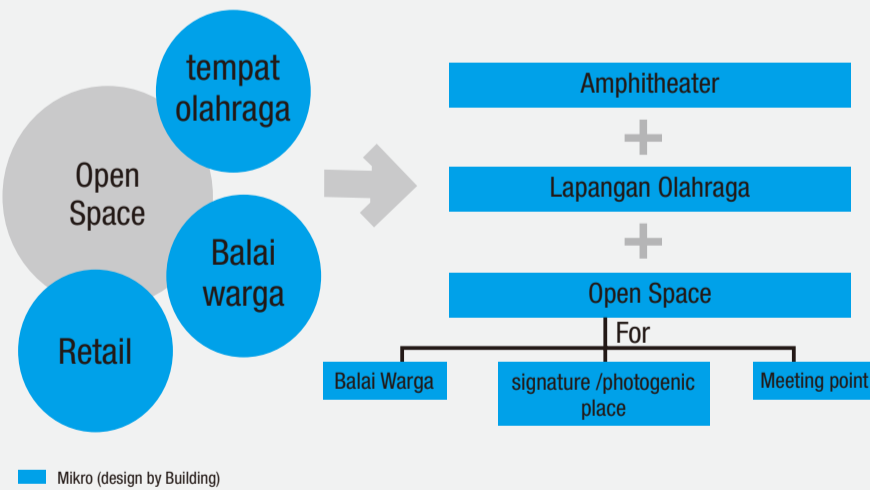 tempat
olahraga
Open
Space
Balai
warga
Retail
Amphitheater
+
Lapangan Olahraga
+
Open Space
For
Balai Warga
signature /photogenic
place
Meeting point
Mikro (design by Building)